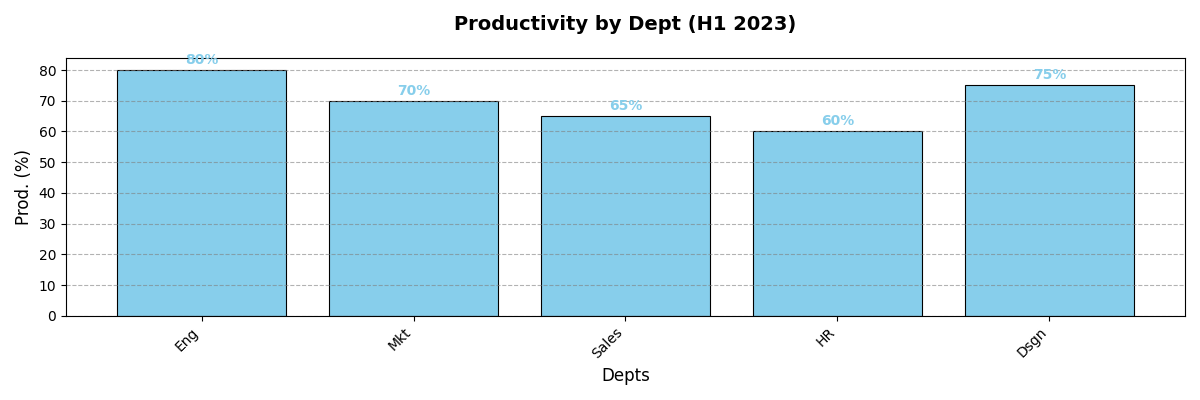 Productivity by Dept (H1 2023)
Prod. (%)
80
70
60
50
40
30
20
10
0
80%
70%
65%
60%
75%
Eng
Mkt
Sales
HR
Dsgn
Depts